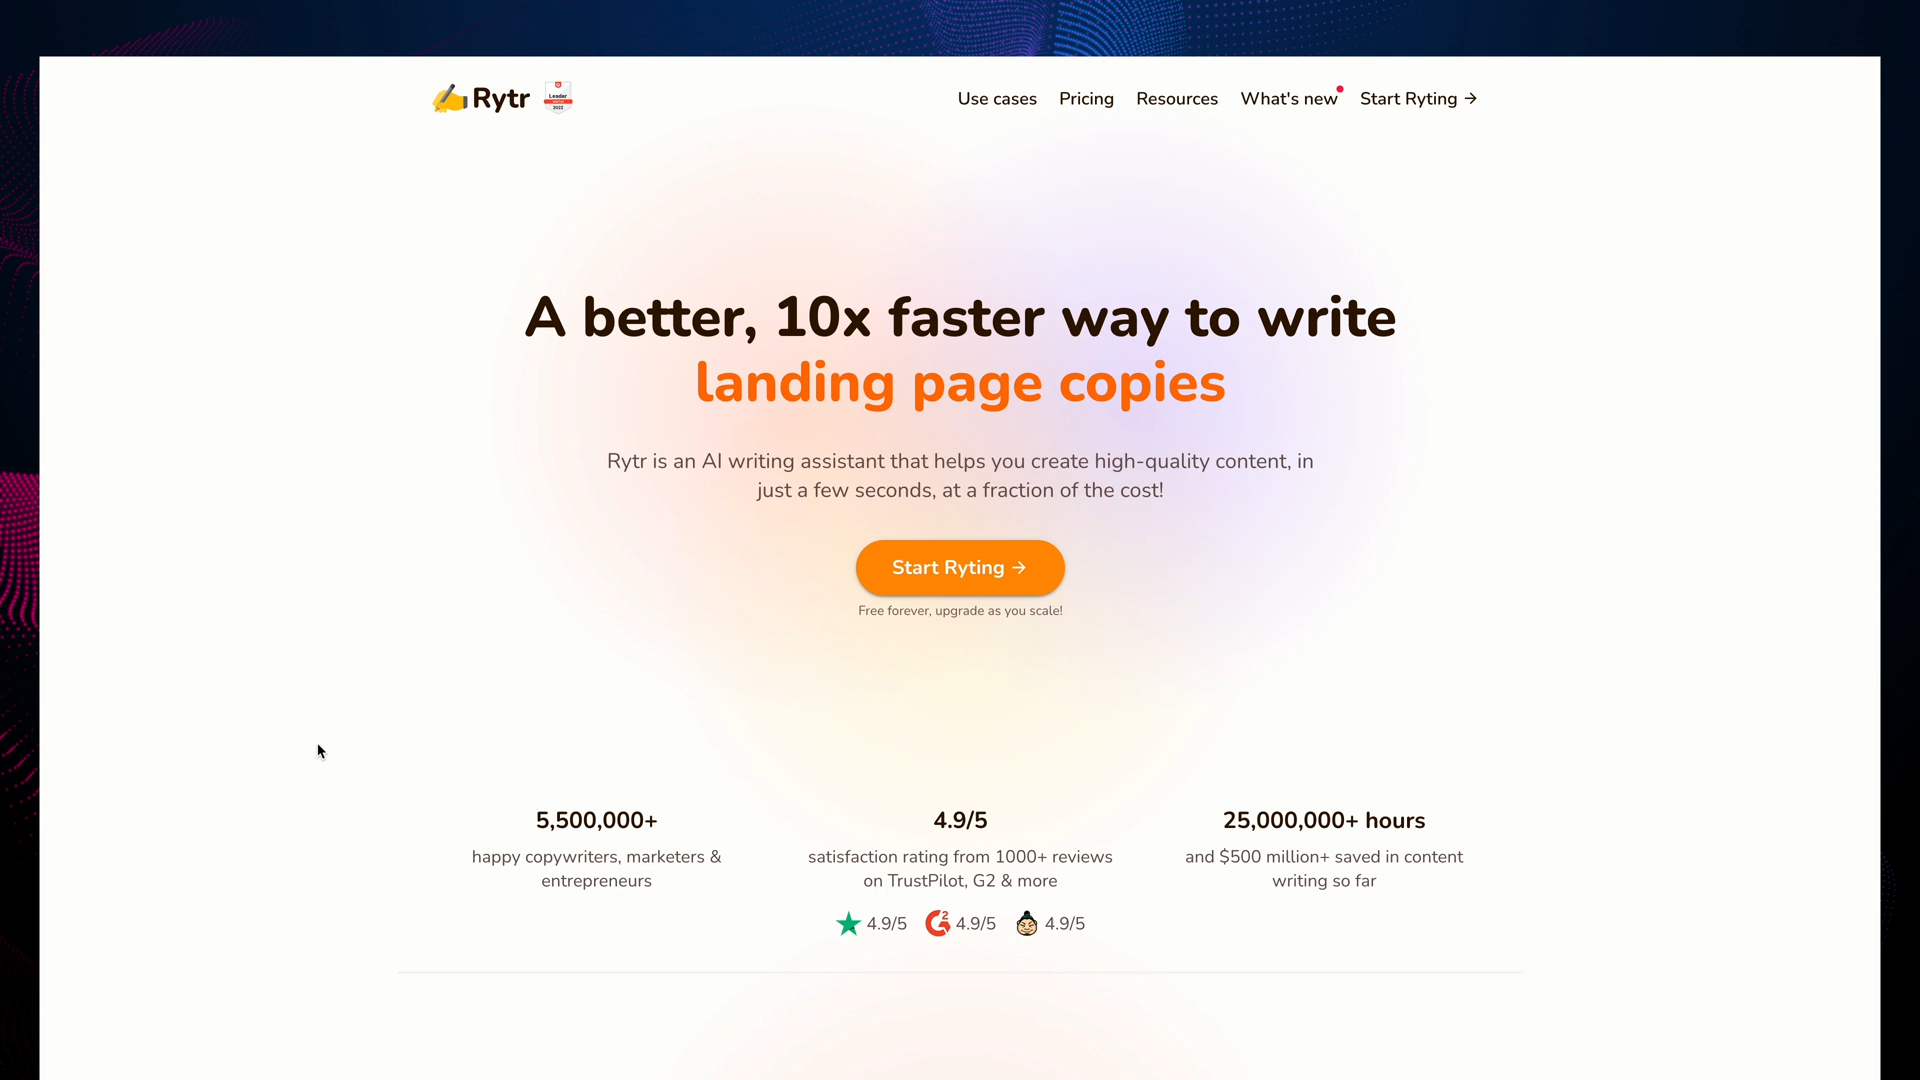 Rytr
Leader
2022
Use cases
Pricing
Resources
What's new
Start Ryting →
A better, 10x faster way to write
landing page copies
Rytr is an AI writing assistant that helps you create high-quality content, in
just a few seconds, at a fraction of the cost!
Start Ryting →
Free forever, upgrade as you scale!
5,500,000+
happy copywriters, marketers &
entrepreneurs
4.9/5
satisfaction rating from 1000+ reviews
on TrustPilot, G2 & more
4.9/5
4.9/5
4.9/5
25,000,000+ hours
and $500 million+ saved in content
writing so far